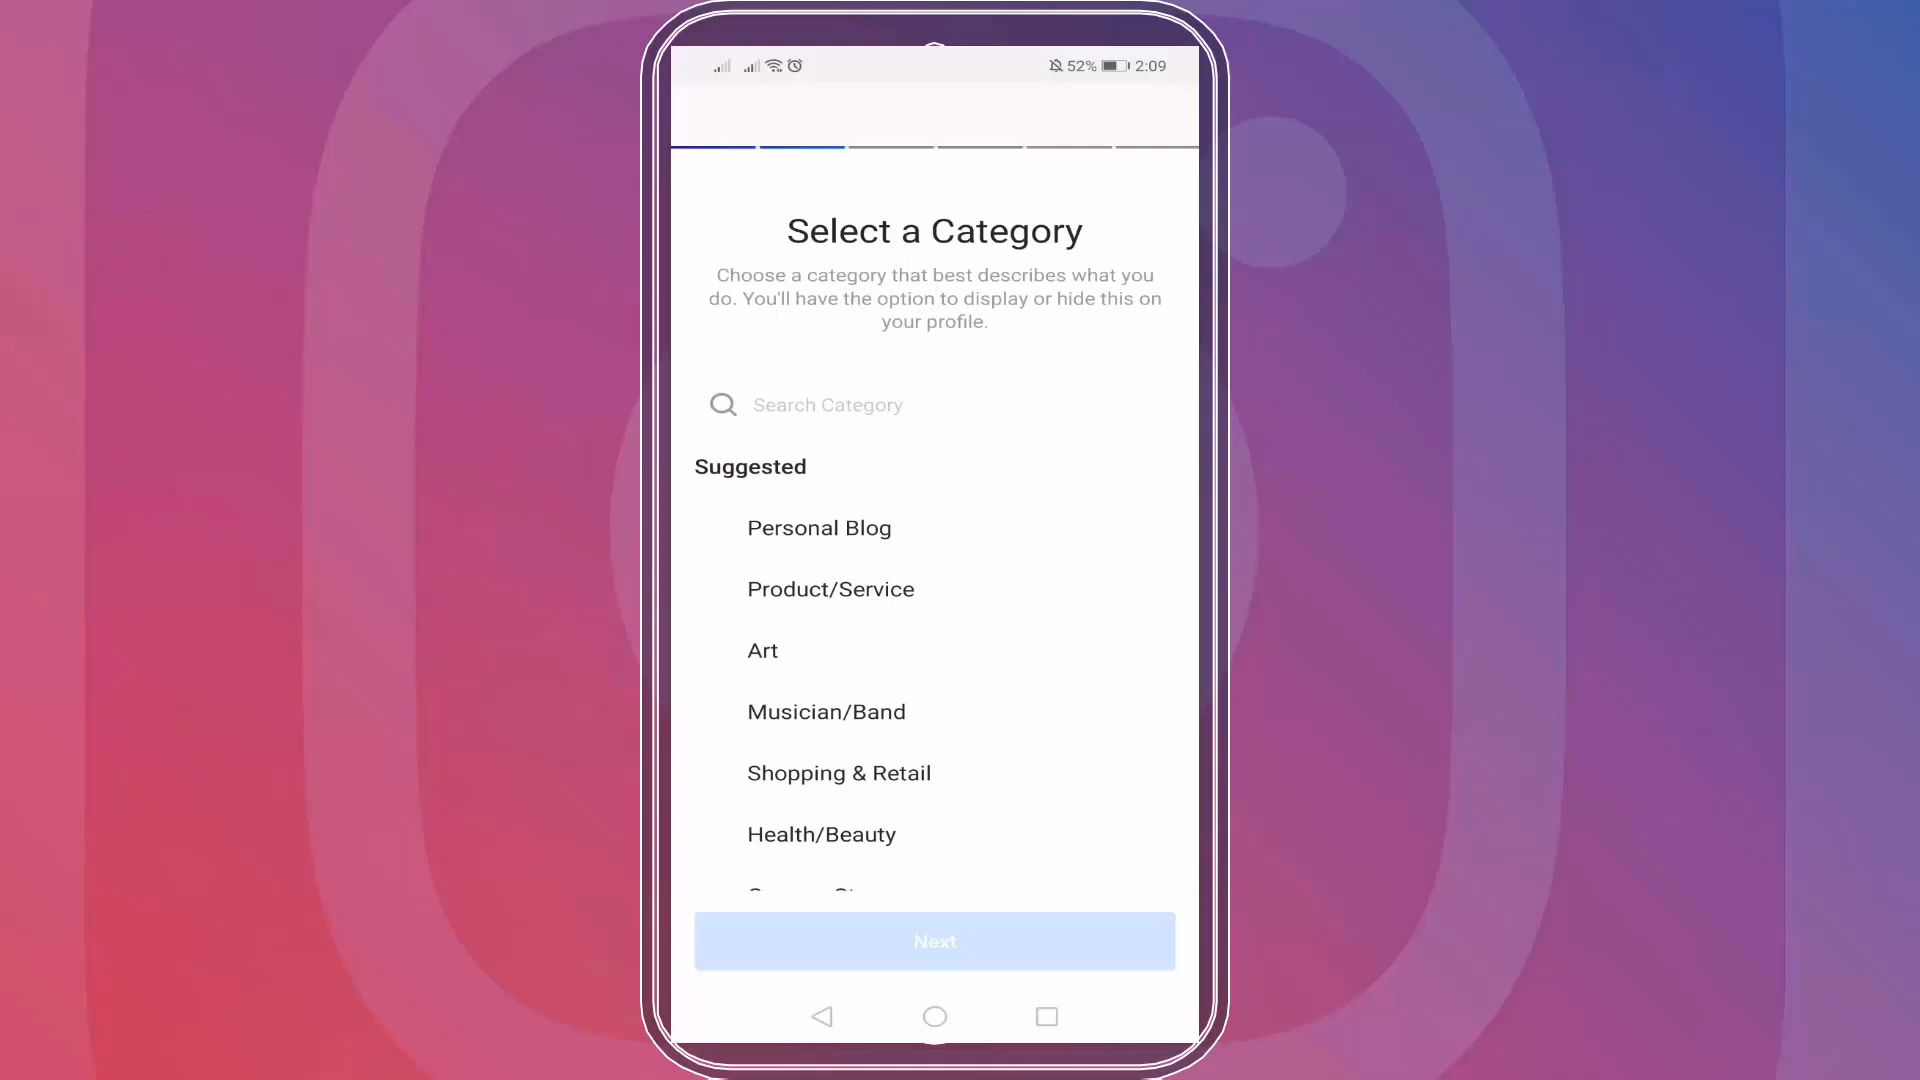 52% 2:09
Select a Category
Choose a category that best describes what you
do. You'll have the option to display or hide this on
your profile.
Search Category
Suggested
Personal Blog
Product/Service
Art
Musician/Band
Shopping & Retail
Health/Beauty
Next